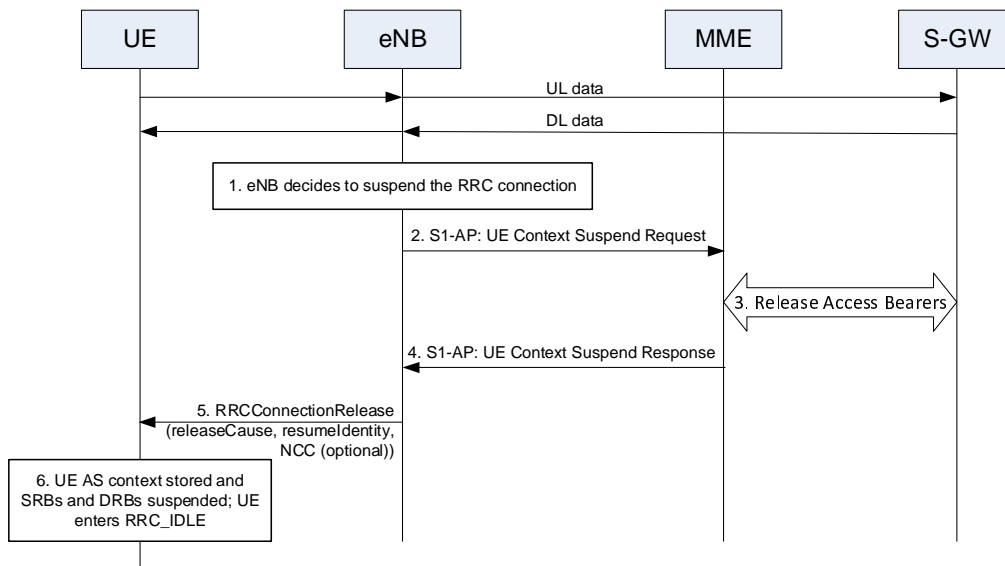 UE
eNB
MME
S-GW
UL data
DL data
1. eNB decides to suspend the RRC connection
2. S1-AP: UE Context Suspend Request
3. Release Access Bearers
4. S1-AP: UE Context Suspend Response
5. RRCConnectionRelease
(releaseCause, resumeIdentity,
NCC (optional))
6. UE AS context stored and
SRBs and DRBs suspended; UE
enters RRC_IDLE